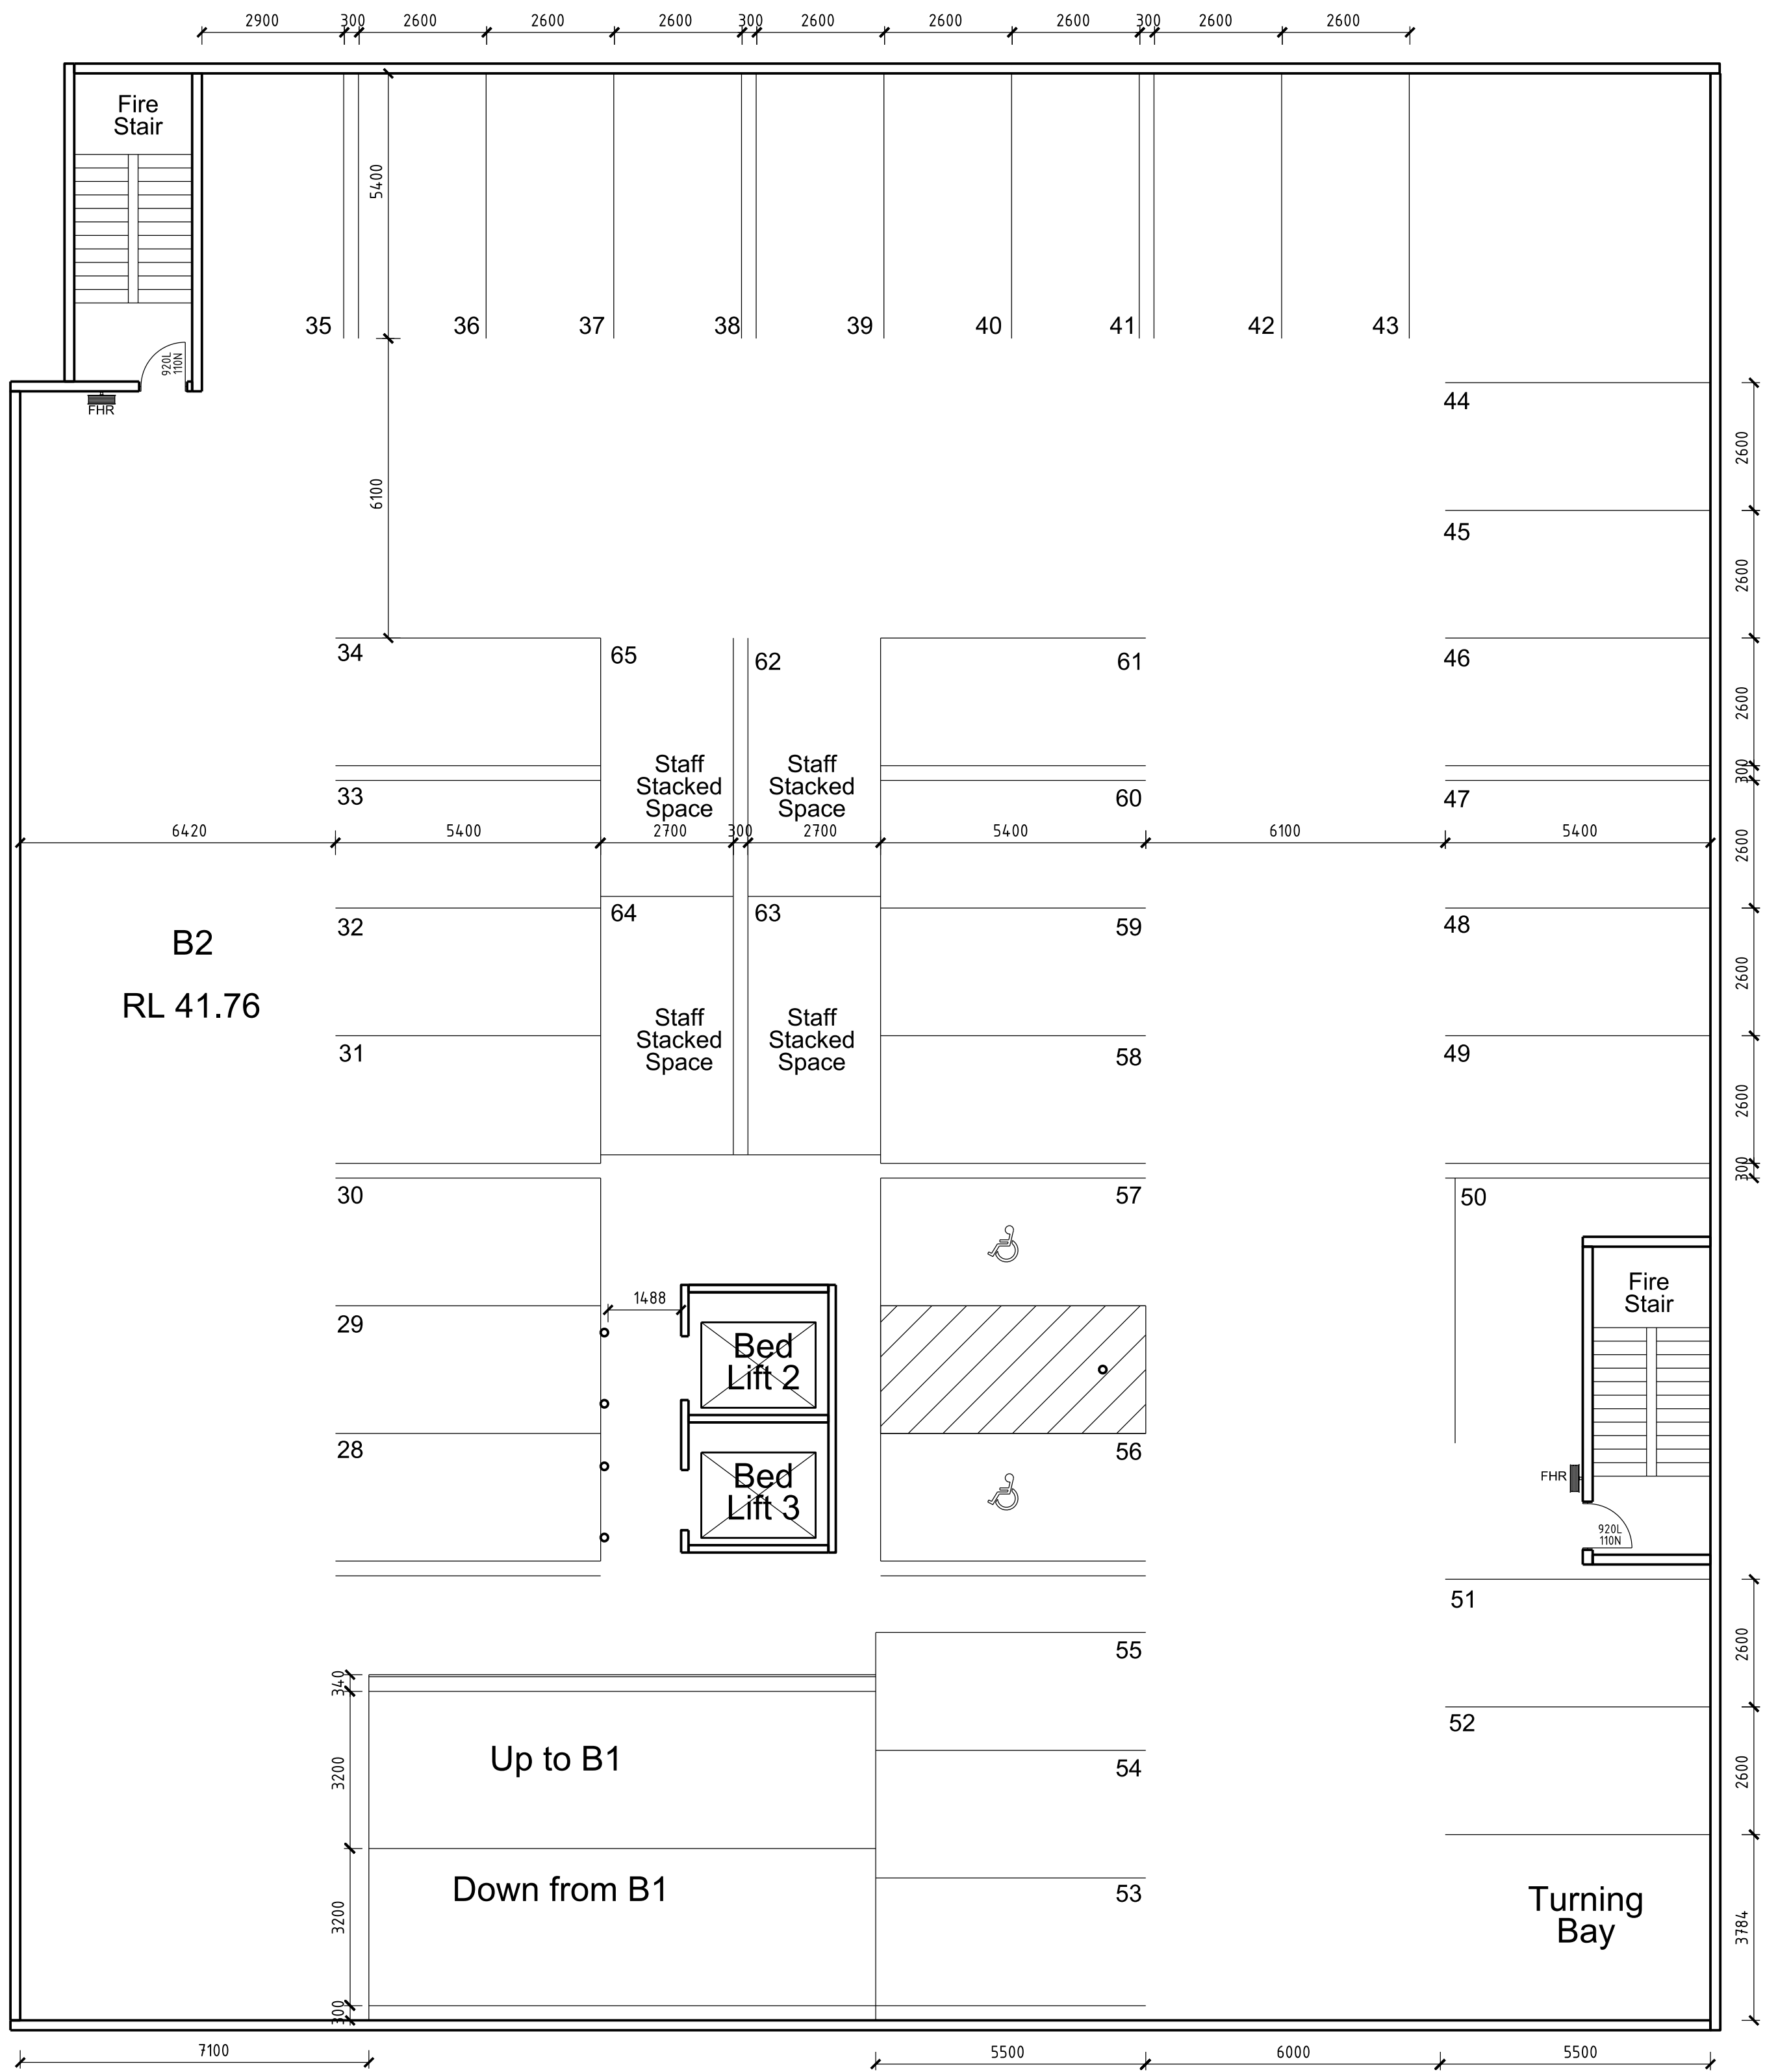 2900 300 2600 2600 2600 300 2600 2600 2600 300 2600 2600
Fire
Stair
5400
35 36 37 38 39 40 41 42 43
920L
110N
FHR
44
2600
6100
45
2600
34 65 62 61 46
2600
Staff Staff
Stacked Stacked
Space Space
300
33 60 47
6420 5400 2700 300 2700 5400 6100 5400
2600
32 64 63 59 48
B2
2600
RL 41.76
Staff Staff
Stacked Stacked
Space Space
31 58 49
2600
300
30 57 50
Fire
Stair
1488
29
Bed
Lift 2
28 56
Bed
Lift 3
FHR
920L
110N
51
55
2600
340
52
Up to B1
54
3200
2600
Down from B1
53
Turning
Bay
3200
3784
300
7100 5500 6000 5500